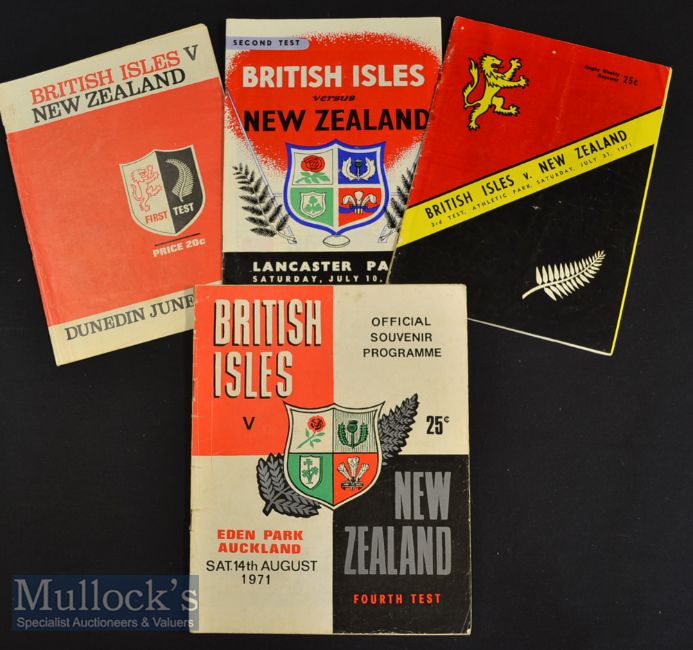 BRITISH ISLES V
NEW ZEALAND
FIRST TEST
PRICE 20c
DUNEDIN JUNE
SECOND TEST
BRITISH ISLES
versus
NEW ZEALAND
LANCASTER PA
SATURDAY, JULY 10,
Rugby Weekly
25c
BRITISH ISLES V. NEW ZEALAND
3rd TEST, ATHLETIC PARK, SATURDAY, JULY 31, 1971
BRITISH
ISLES
V
OFFICIAL
SOUVENIR
PROGRAMME
25c
EDEN PARK
AUCKLAND
SAT. 14th AUGUST
1971
NEW
ZEALAND
FOURTH TEST
Mullock's
Specialist Auctioneers & Valuers